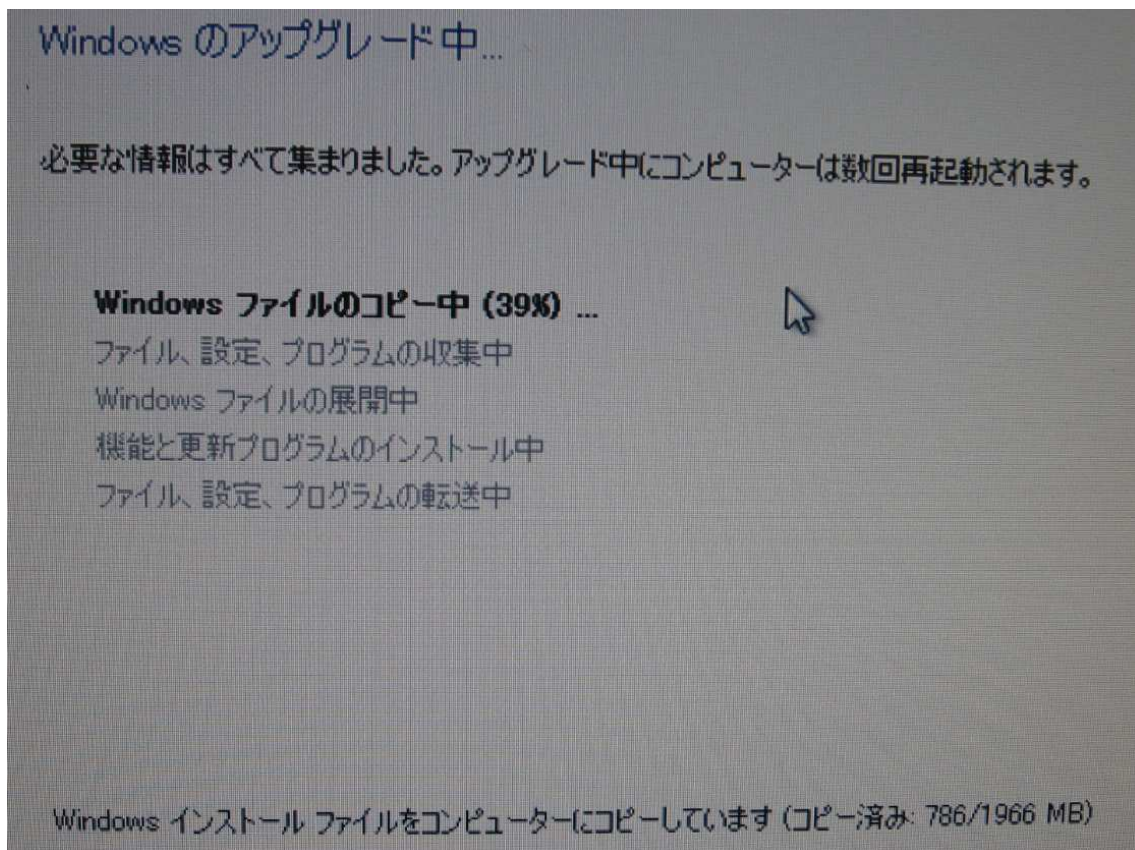 Windows のアップグレード中...
必要な情報はすべて集まりました。アップグレード中にコンピューターは数回再起動されます。
Windows ファイルのコピー中 (39%) ...
ファイル、設定、プログラムの収集中
Windows ファイルの展開中
機能と更新プログラムのインストール中
ファイル、設定、プログラムの転送中
Windows インストール ファイルをコンピューターにコピーしています (コピー済み: 786/1966 MB)